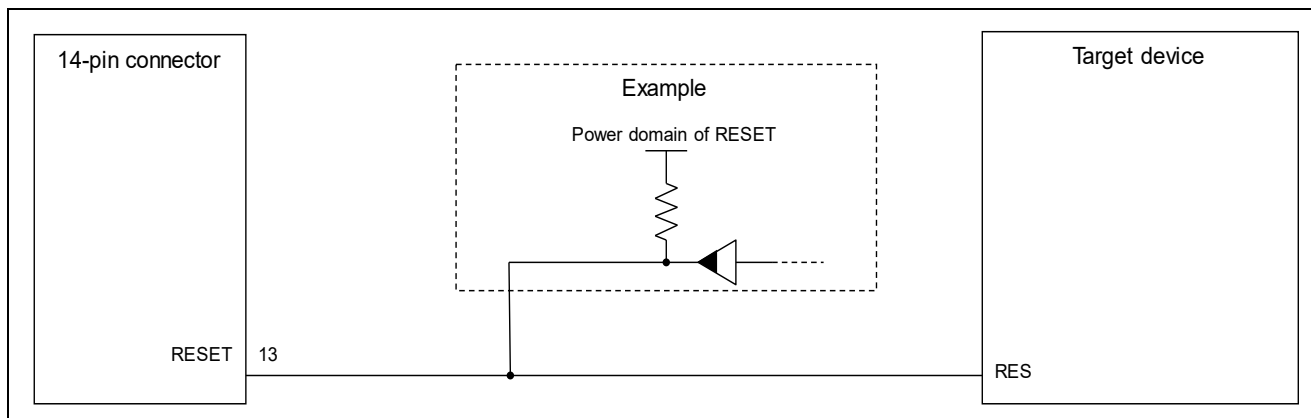 14-pin connector
Target device
Example
Power domain of RESET
RESET 13
RES